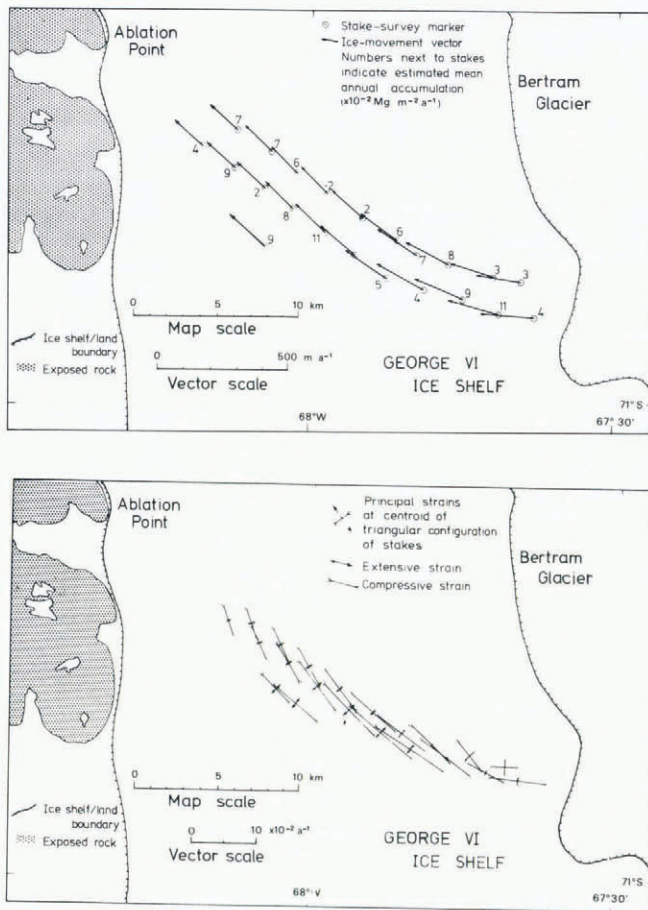 Ablation
Point
Stake-survey marker
Ice-movement vector
Numbers next to stakes
indicate estimated mean
annual accumulation
(x10⁻² Mg m⁻² a⁻¹)
Bertram
Glacier
7
7
4
6
9
2
2
8
2
9
11
6
7
8
3
3
5
4
9
11
4
0 5 10
km
Map scale
0 500 m a⁻¹
Vector scale
Ice shelf/land
boundary
Exposed rock
GEORGE VI
ICE SHELF
71° S
68°W
67° 30'
Ablation
Point
Principal strains
at centroid of
triangular configuration
of stakes
Extensive strain
Compressive strain
Bertram
Glacier
0 5 10
km
Map scale
0 10 x10⁻² a⁻¹
Vector scale
Ice shelf/land
boundary
Exposed rock
GEORGE VI
ICE SHELF
71° S
67° 30'